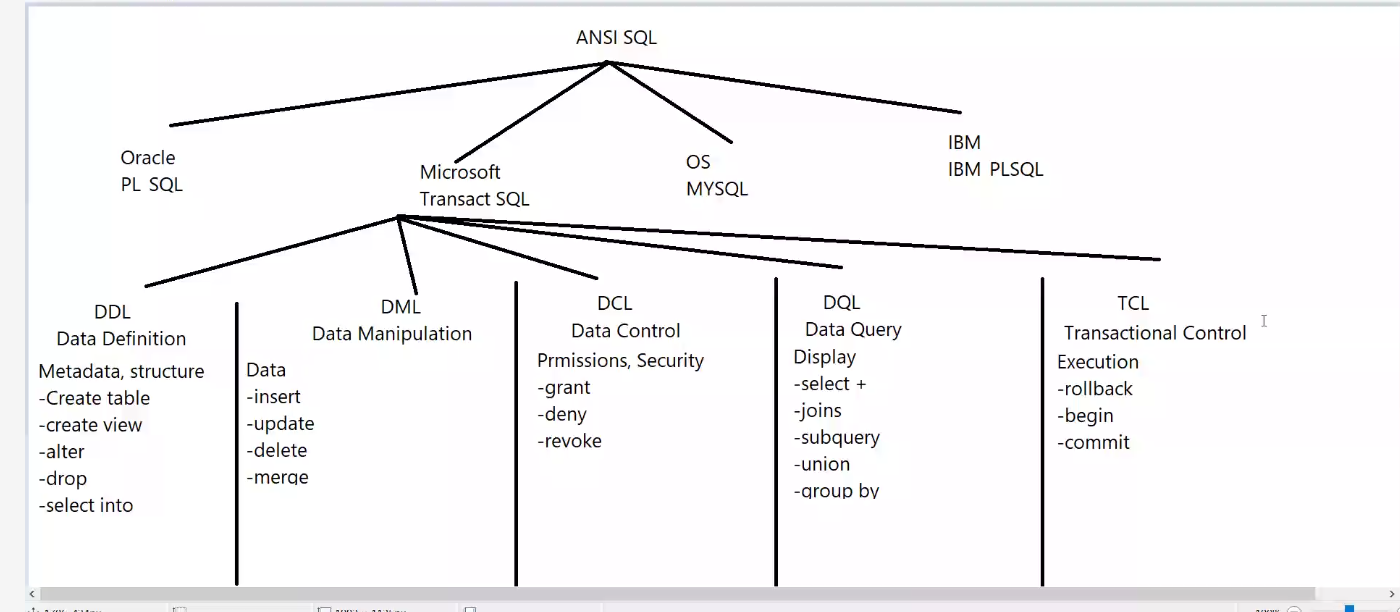 ANSI SQL
Oracle
PL SQL
Microsoft
Transact SQL
OS
MYSQL
IBM
IBM PLSQL
DDL
Data Definition
Metadata, structure
-Create table
-create view
-alter
-drop
-select into
DML
Data Manipulation
Data
-insert
-update
-delete
-merge
DCL
Data Control
Prmissions, Security
-grant
-deny
-revoke
DQL
Data Query
Display
-select +
-joins
-subquery
-union
-group by
TCL
Transactional Control
Execution
-rollback
-begin
-commit